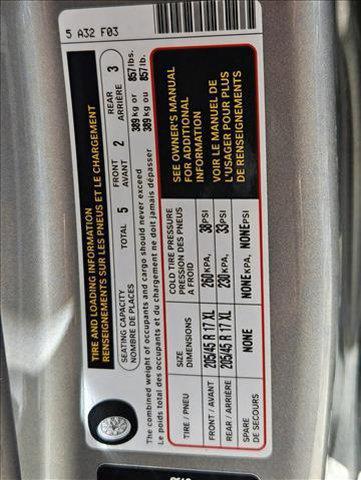 5 A32 F03
TIRE AND LOADING INFORMATION
RENSEIGNEMENTS SUR LES PNEUS ET LE CHARGEMENT
SEATING CAPACITY
NOMBRE DE PLACES
TOTAL 5
FRONT
AVANT
2
REAR
ARRIÈRE
3
The combined weight of occupants and cargo should never exceed 389 kg or 857 lbs.
Le poids total des occupants et du chargement ne doit jamais dépasser 389 kg ou 857 lb.
TIRE / PNEU
SIZE
DIMENSIONS
COLD TIRE PRESSURE
PRESSION DES PNEUS
A FROID
FRONT / AVANT 205/45 R 17 XL 260 KPA, 38 PSI
REAR / ARRIÈRE 205/45 R 17 XL 230 KPA, 33 PSI
SPARE
DE SECOURS
NONE NONE KPA, NONE PSI
SEE OWNER'S MANUAL
FOR ADDITIONAL
INFORMATION
VOIR LE MANUEL DE
L'USAGER POUR PLUS
DE RENSEIGNEMENTS